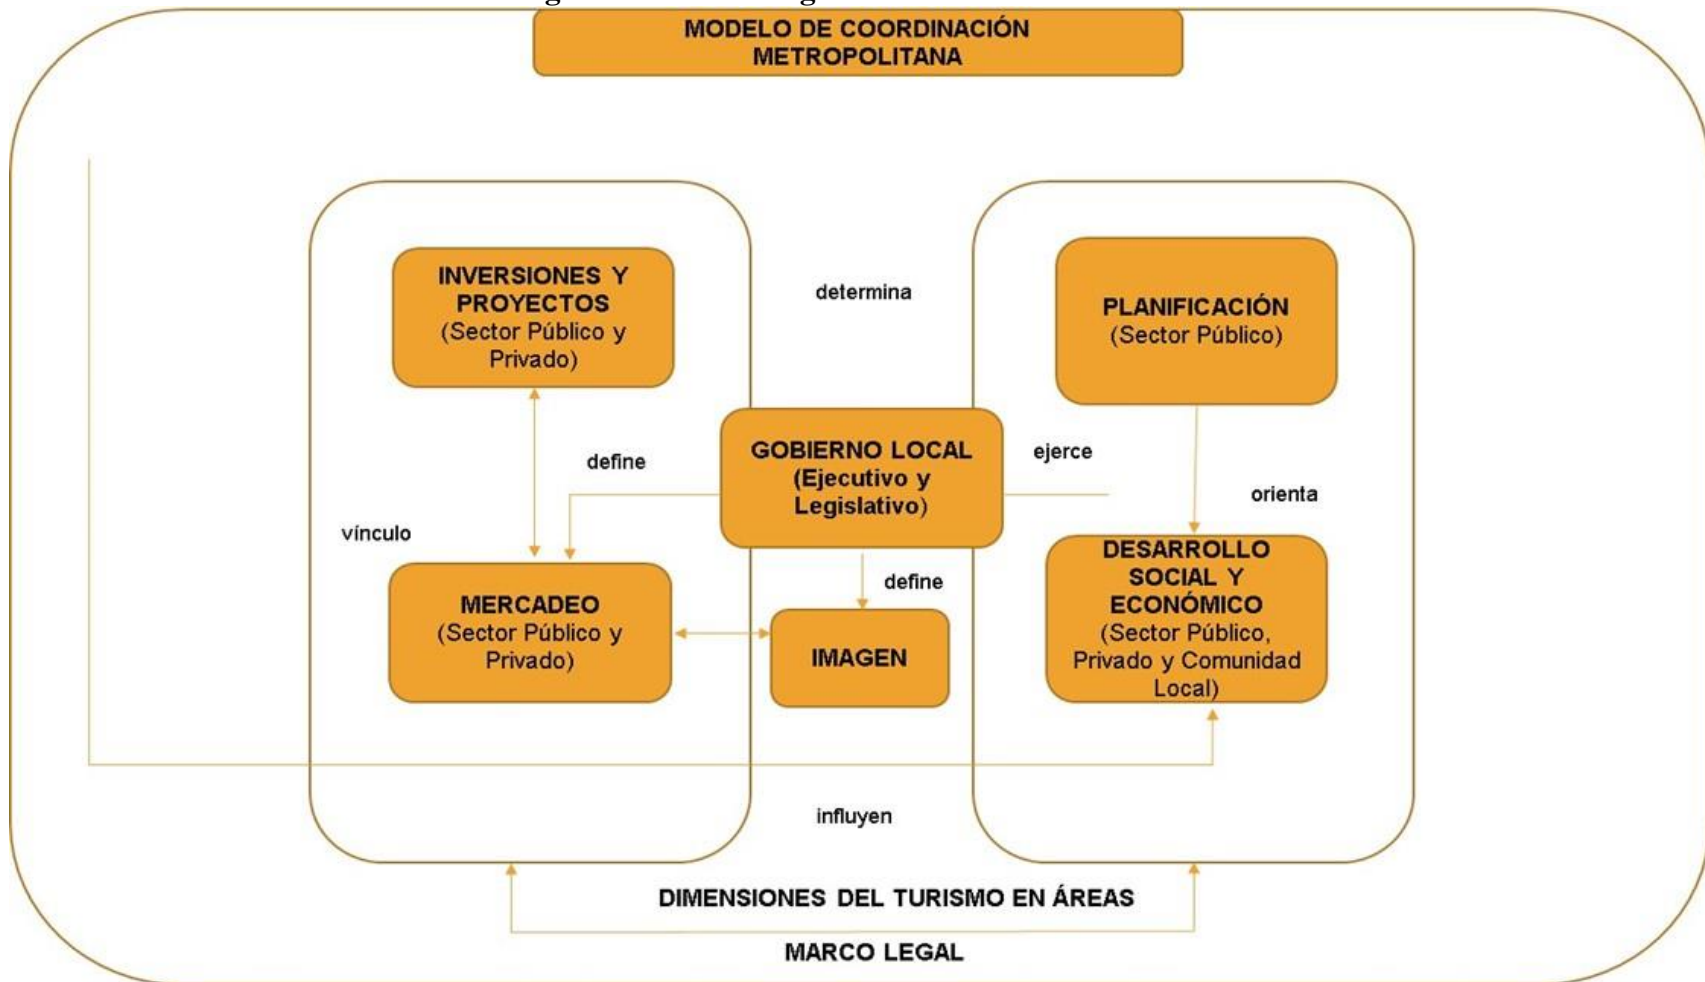 MODELO DE COORDINACIÓN
METROPOLITANA
INVERSIONES Y
PROYECTOS
(Sector Público y
Privado)
determina
PLANIFICACIÓN
(Sector Público)
define
GOBIERNO LOCAL
(Ejecutivo y
Legislativo)
ejerce
orienta
vínculo
MERCADEO
(Sector Público y
Privado)
define
IMAGEN
DESARROLLO
SOCIAL Y
ECONÓMICO
(Sector Público,
Privado y Comunidad
Local)
influyen
DIMENSIONES DEL TURISMO EN ÁREAS
MARCO LEGAL